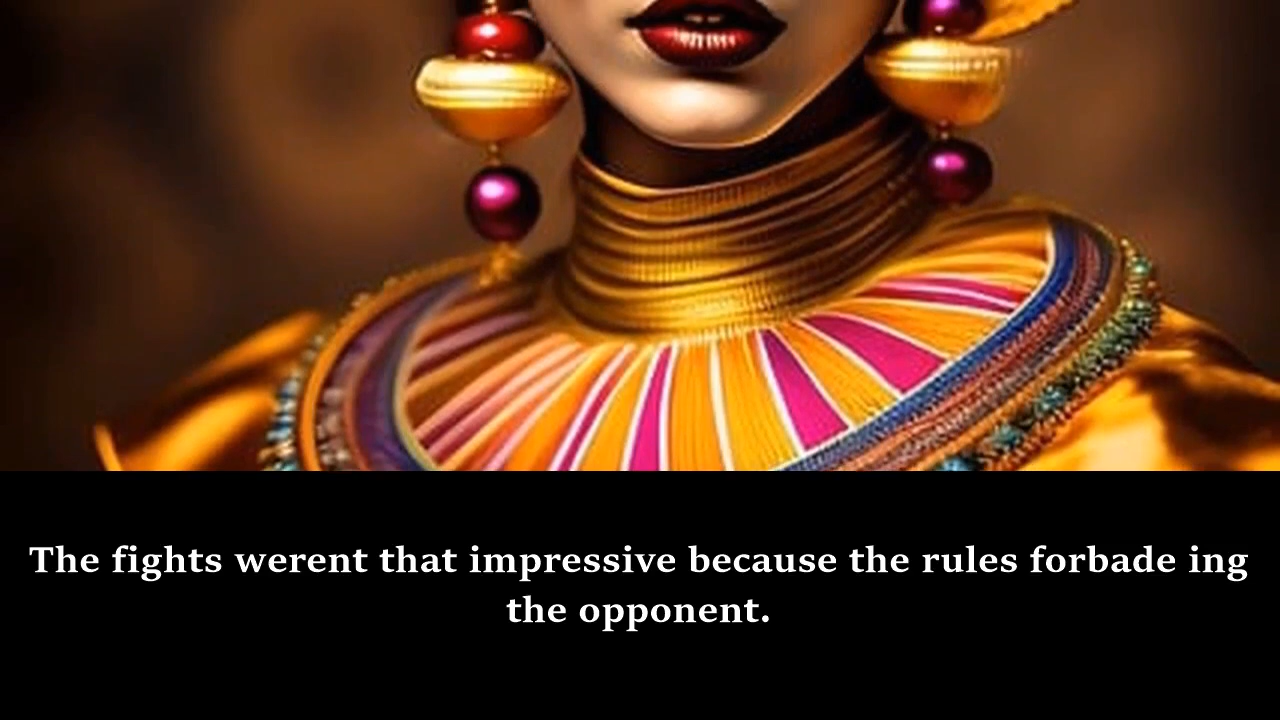 The fights werent that impressive because the rules forbade ing
the opponent.